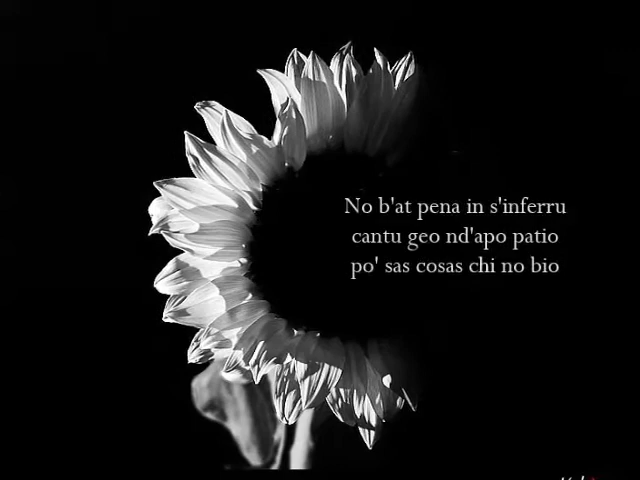 No b'at pena in s'inferru
cantu geo nd'apo patio
po' sas cosas chi no bio